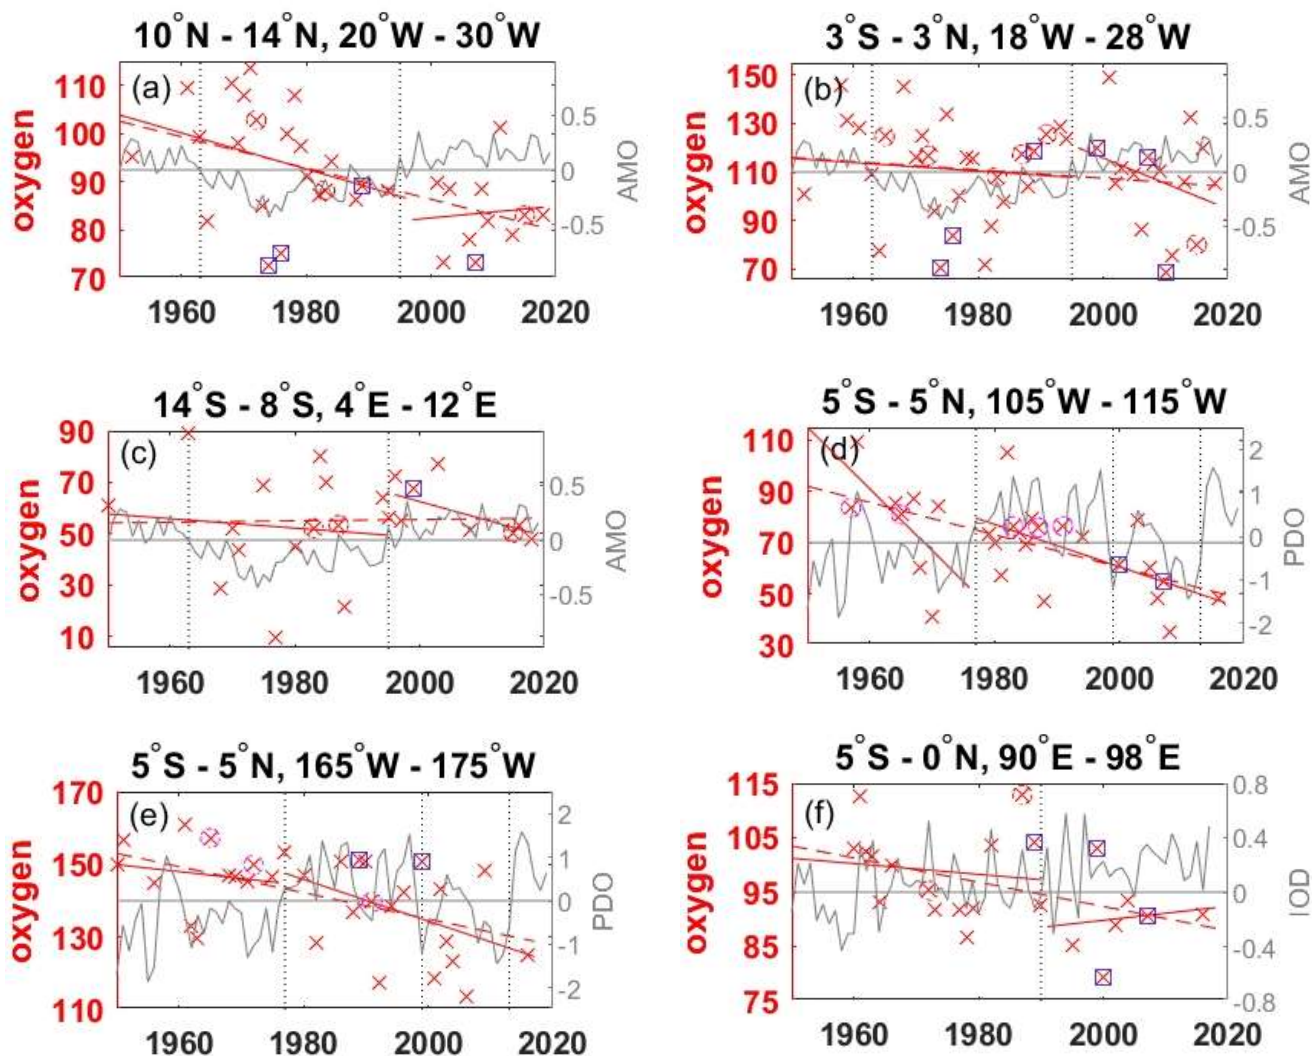 10°N - 14°N, 20°W - 30°W
3°S - 3°N, 18°W - 28°W
(a)
110
100
90
80
70
oxygen
0.5
0
-0.5
AMO
1960 1980 2000 2020
(b)
150
130
110
90
70
oxygen
0.5
0
-0.5
AMO
1960 1980 2000 2020
14°S - 8°S, 4°E - 12°E
5°S - 5°N, 105°W - 115°W
(c)
90
70
50
30
10
oxygen
0.5
0
-0.5
AMO
1960 1980 2000 2020
(d)
110
90
70
50
30
oxygen
2
1
0
-1
-2
PDO
1960 1980 2000 2020
5°S - 5°N, 165°W - 175°W
5°S - 0°N, 90°E - 98°E
(e)
170
150
130
110
oxygen
2
1
0
-1
-2
PDO
1960 1980 2000 2020
(f)
115
105
95
85
75
oxygen
0.8
0.4
0
-0.4
-0.8
IOD
1960 1980 2000 2020